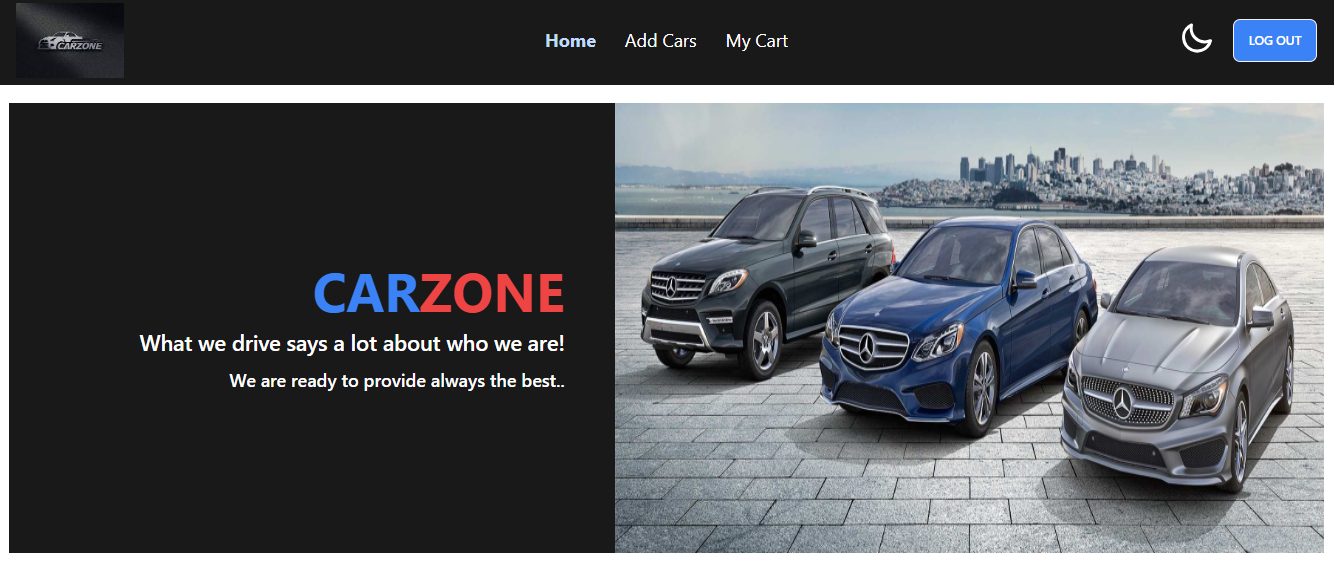 CARZONE
Home Add Cars My Cart
LOG OUT
CARZONE
What we drive says a lot about who we are!
We are ready to provide always the best..